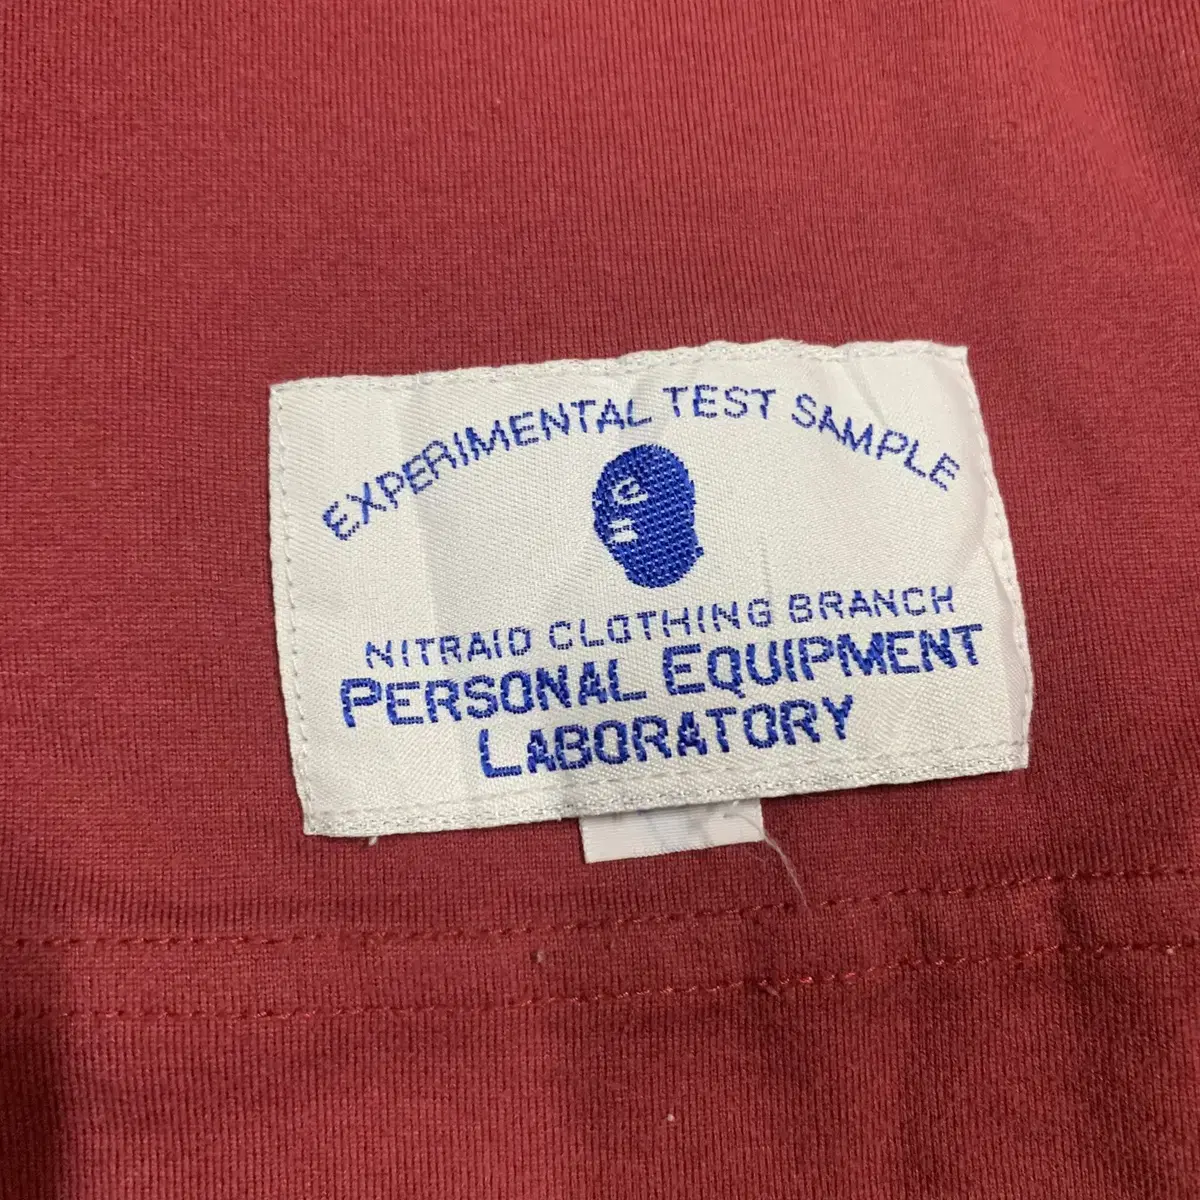 EXPERIMENTAL TEST SAMPLE
NITRAID CLOTHING BRANCH
PERSONAL EQUIPMENT
LABORATORY